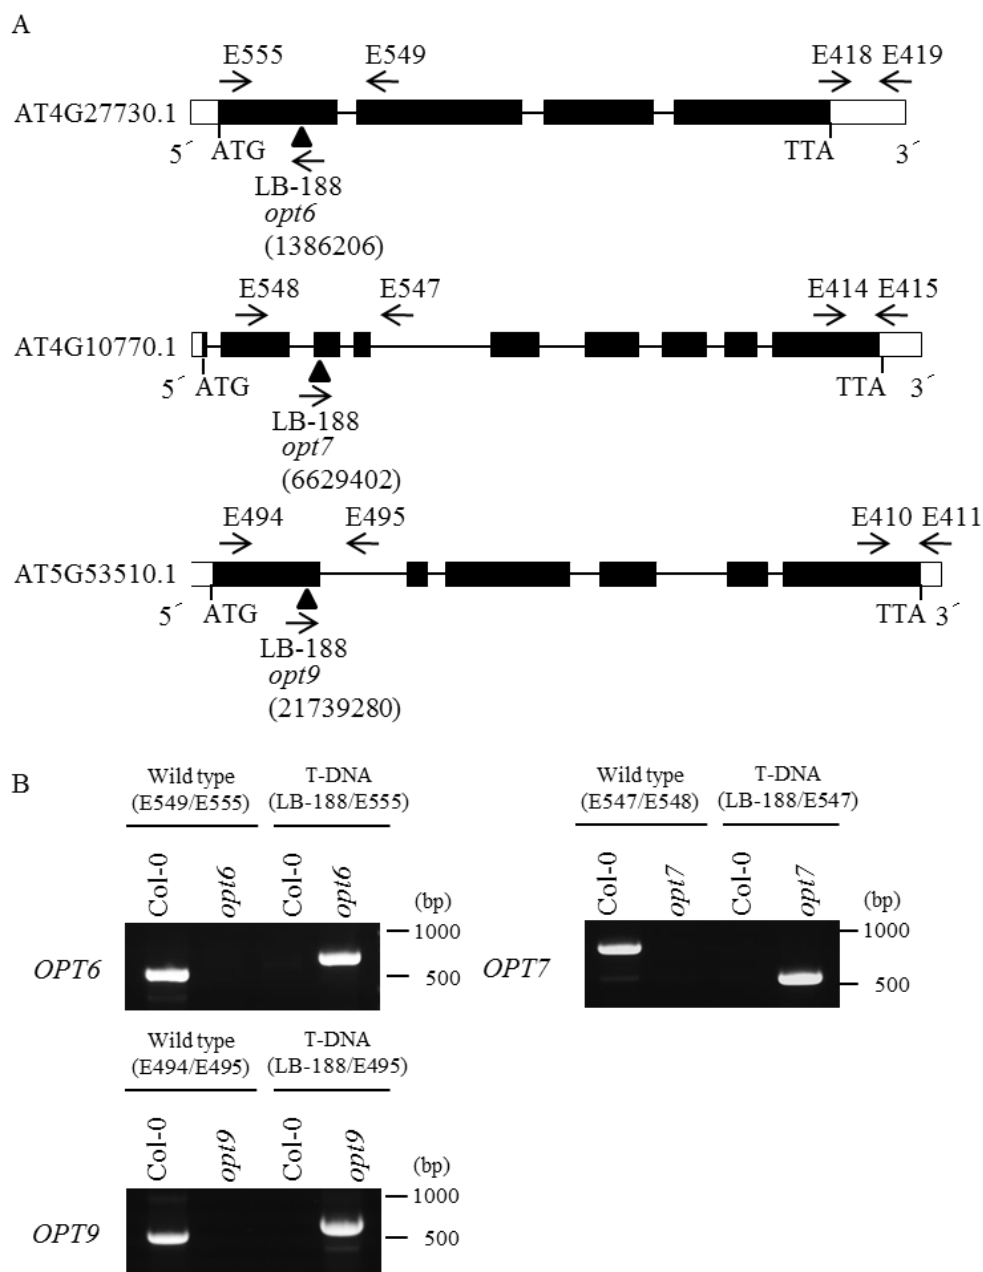 A
E555 E549 E418 E419
AT4G27730.1
5´ ATG TTA 3´
LB-188
opt6
(1386206)
E548 E547 E414 E415
AT4G10770.1
5´ ATG TTA 3´
LB-188
opt7
(6629402)
E494 E495 E410 E411
AT5G53510.1
5´ ATG TTA 3´
LB-188
opt9
(21739280)
B
Wild type
(E549/E555)
T-DNA
(LB-188/E555)
Col-0
opt6
Col-0
opt6
(bp)
1000
500
OPT6
Wild type
(E547/E548)
T-DNA
(LB-188/E547)
Col-0
opt7
Col-0
opt7
(bp)
1000
500
OPT7
Wild type
(E494/E495)
T-DNA
(LB-188/E495)
Col-0
opt9
Col-0
opt9
(bp)
1000
500
OPT9